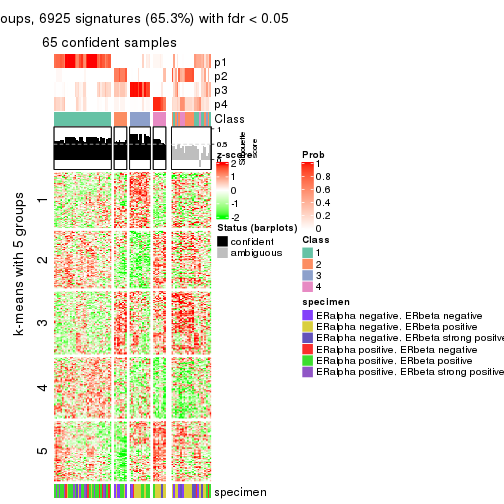 oups, 6925 signatures (65.3%) with fdr < 0.05
65 confident samples
p1
p2
p3
p4
Class
1
0.5
0
Silhouette
score
z-score
2
1
0
-1
-2
Status (barplots)
confident
ambiguous
Prob
1
0.8
0.6
0.4
0.2
0
Class
1
2
3
4
specimen
ERalpha negative. ERbeta negative
ERalpha negative. ERbeta positive
ERalpha negative. ERbeta strong positive
ERalpha positive. ERbeta negative
ERalpha positive. ERbeta positive
ERalpha positive. ERbeta strong positive
k-means with 5 groups
1
2
3
4
5
specimen